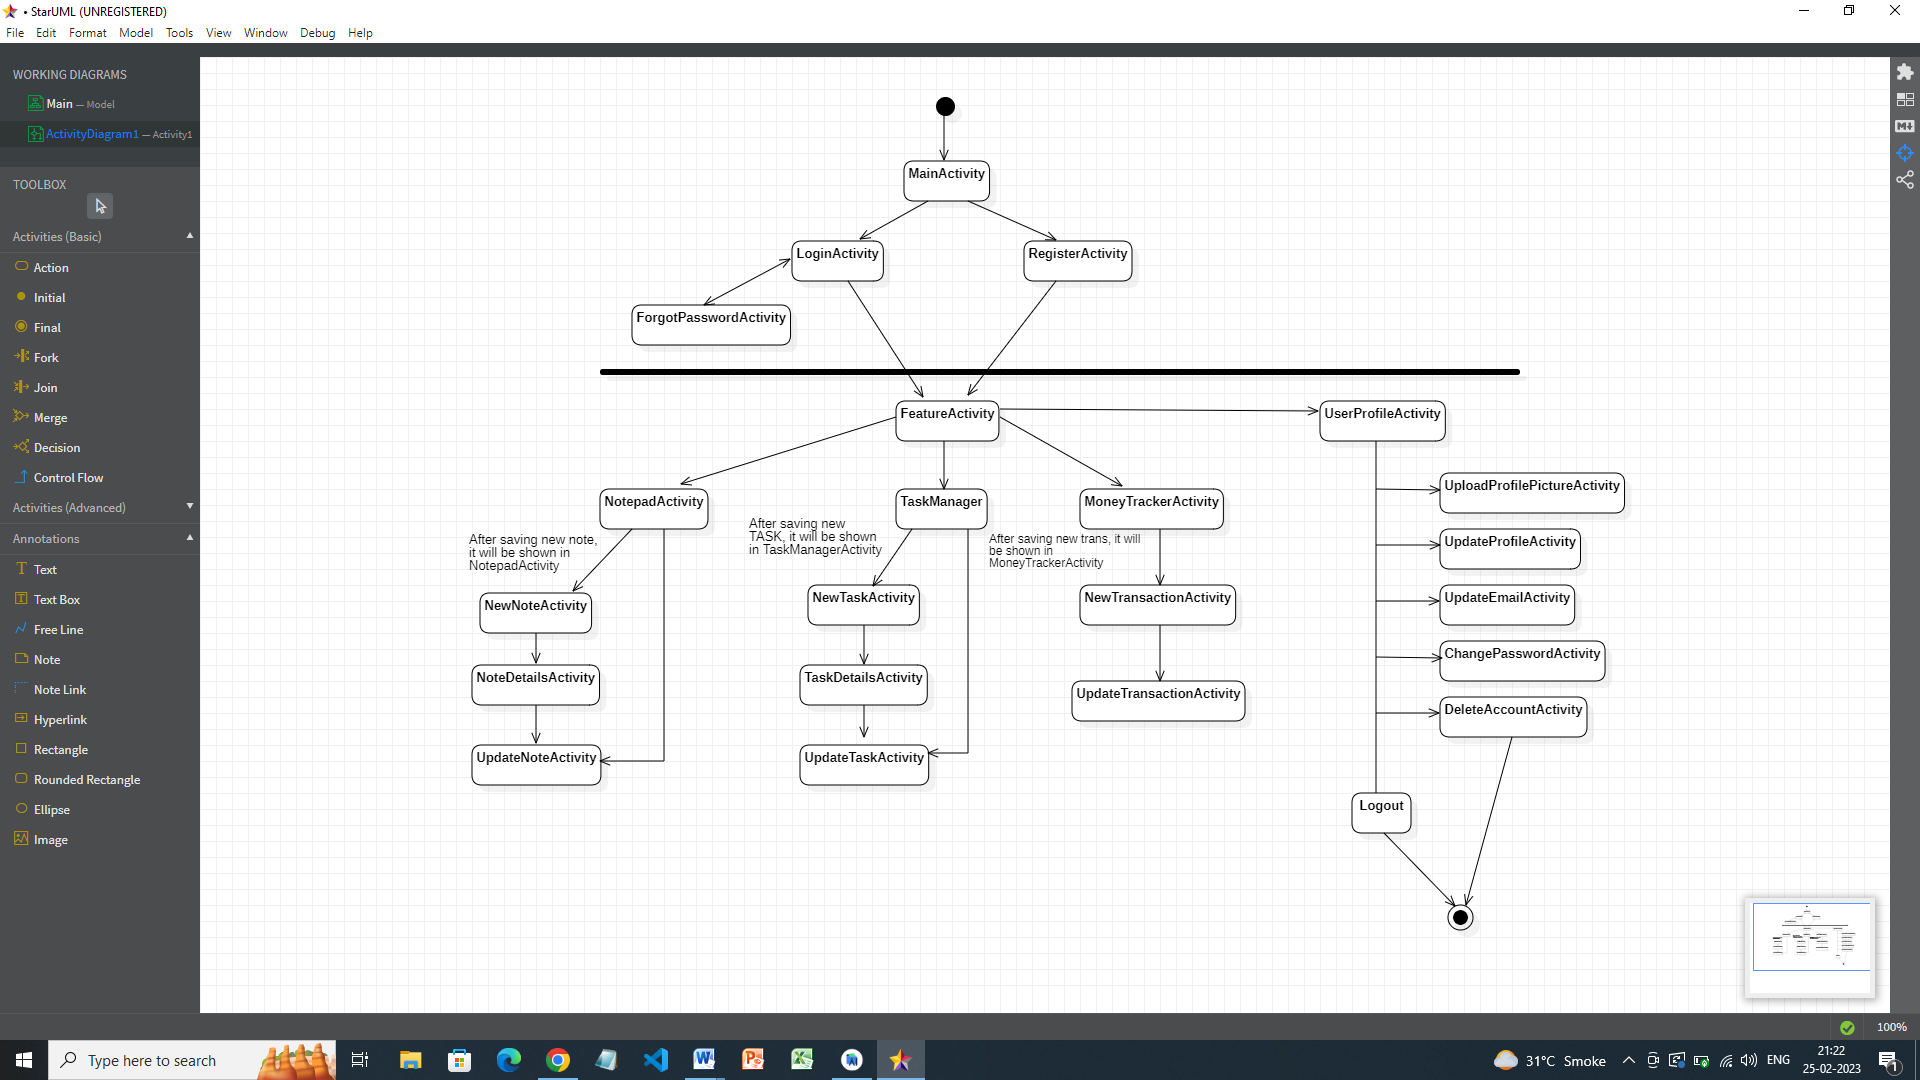 • StarUML (UNREGISTERED)
File Edit Format Model Tools View Window Debug Help
WORKING DIAGRAMS
Main — Model
ActivityDiagram1 — Activity1
TOOLBOX
Activities (Basic)
Action
Initial
Final
Fork
Join
Merge
Decision
Control Flow
Activities (Advanced)
Annotations
Text
Text Box
Free Line
Note
Note Link
Hyperlink
Rectangle
Rounded Rectangle
Ellipse
Image
MainActivity
LoginActivity
RegisterActivity
ForgotPasswordActivity
FeatureActivity
UserProfileActivity
NotepadActivity
TaskManager
MoneyTrackerActivity
UploadProfilePictureActivity
After saving new note,
it will be shown in
NotepadActivity
After saving new
TASK, it will be shown
in TaskManagerActivity
After saving new trans, it will
be shown in
MoneyTrackerActivity
UpdateProfileActivity
NewNoteActivity
NewTaskActivity
NewTransactionActivity
UpdateEmailActivity
NoteDetailsActivity
TaskDetailsActivity
UpdateTransactionActivity
ChangePasswordActivity
DeleteAccountActivity
UpdateNoteActivity
UpdateTaskActivity
Logout
100%
Type here to search
31°C Smoke
ENG
21:22
25-02-2023
1